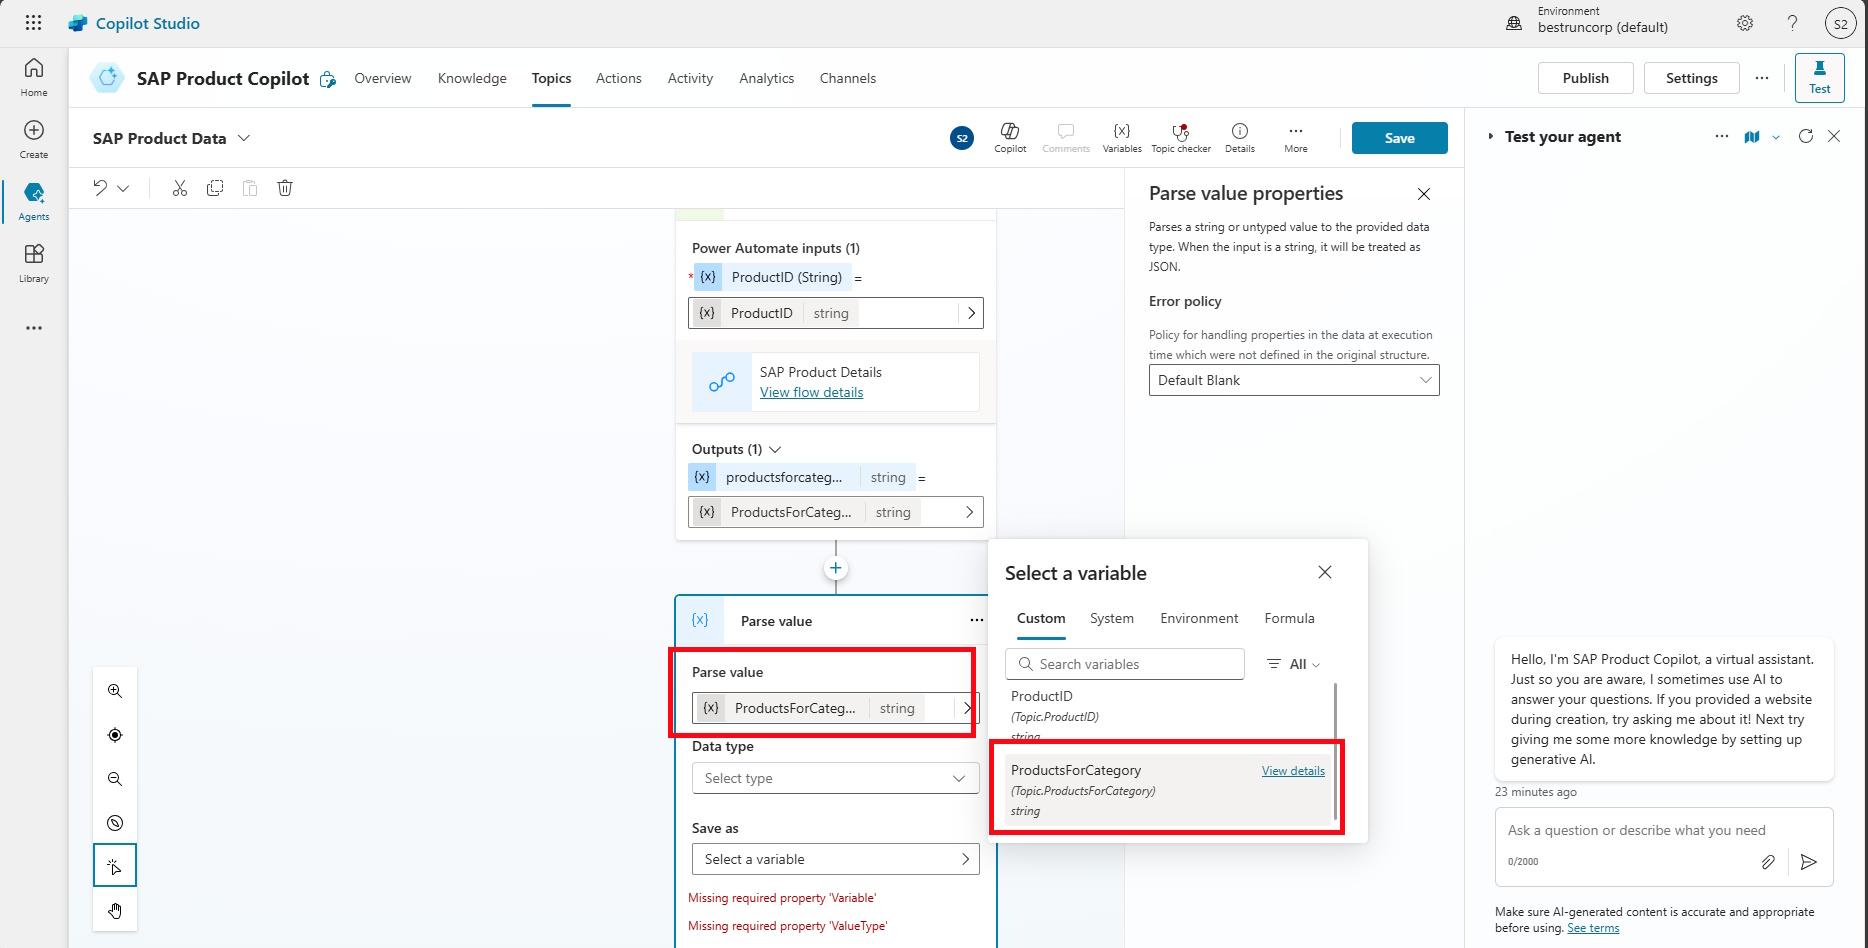 Copilot Studio
Environment
bestruncorp (default)
S2
Home
Create
Agents
Library
SAP Product Copilot
Overview
Knowledge
Topics
Actions
Activity
Analytics
Channels
Publish
Settings
Test
SAP Product Data
S2
Copilot
Comments
Variables
Topic checker
Details
More
Save
Power Automate inputs (1)
* {x} ProductID (String) =
{x} ProductID string
SAP Product Details
View flow details
Outputs (1)
{x} productsforcateg... string =
{x} ProductsForCateg... string
{x} Parse value
Parse value
{x} ProductsForCateg... string
Data type
Select type
Save as
Select a variable
Missing required property 'Variable'
Missing required property 'ValueType'
Parse value properties
Parses a string or untyped value to the provided data
type. When the input is a string, it will be treated as
JSON.
Error policy
Policy for handling properties in the data at execution
time which were not defined in the original structure.
Default Blank
Select a variable
Custom
System
Environment
Formula
Search variables
All
ProductID
(Topic.ProductID)
string
ProductsForCategory
View details
(Topic.ProductsForCategory)
string
Test your agent
Hello, I'm SAP Product Copilot, a virtual assistant.
Just so you are aware, I sometimes use AI to
answer your questions. If you provided a website
during creation, try asking me about it! Next try
giving me some more knowledge by setting up
generative AI.
23 minutes ago
Ask a question or describe what you need
0/2000
Make sure AI-generated content is accurate and appropriate
before using. See terms